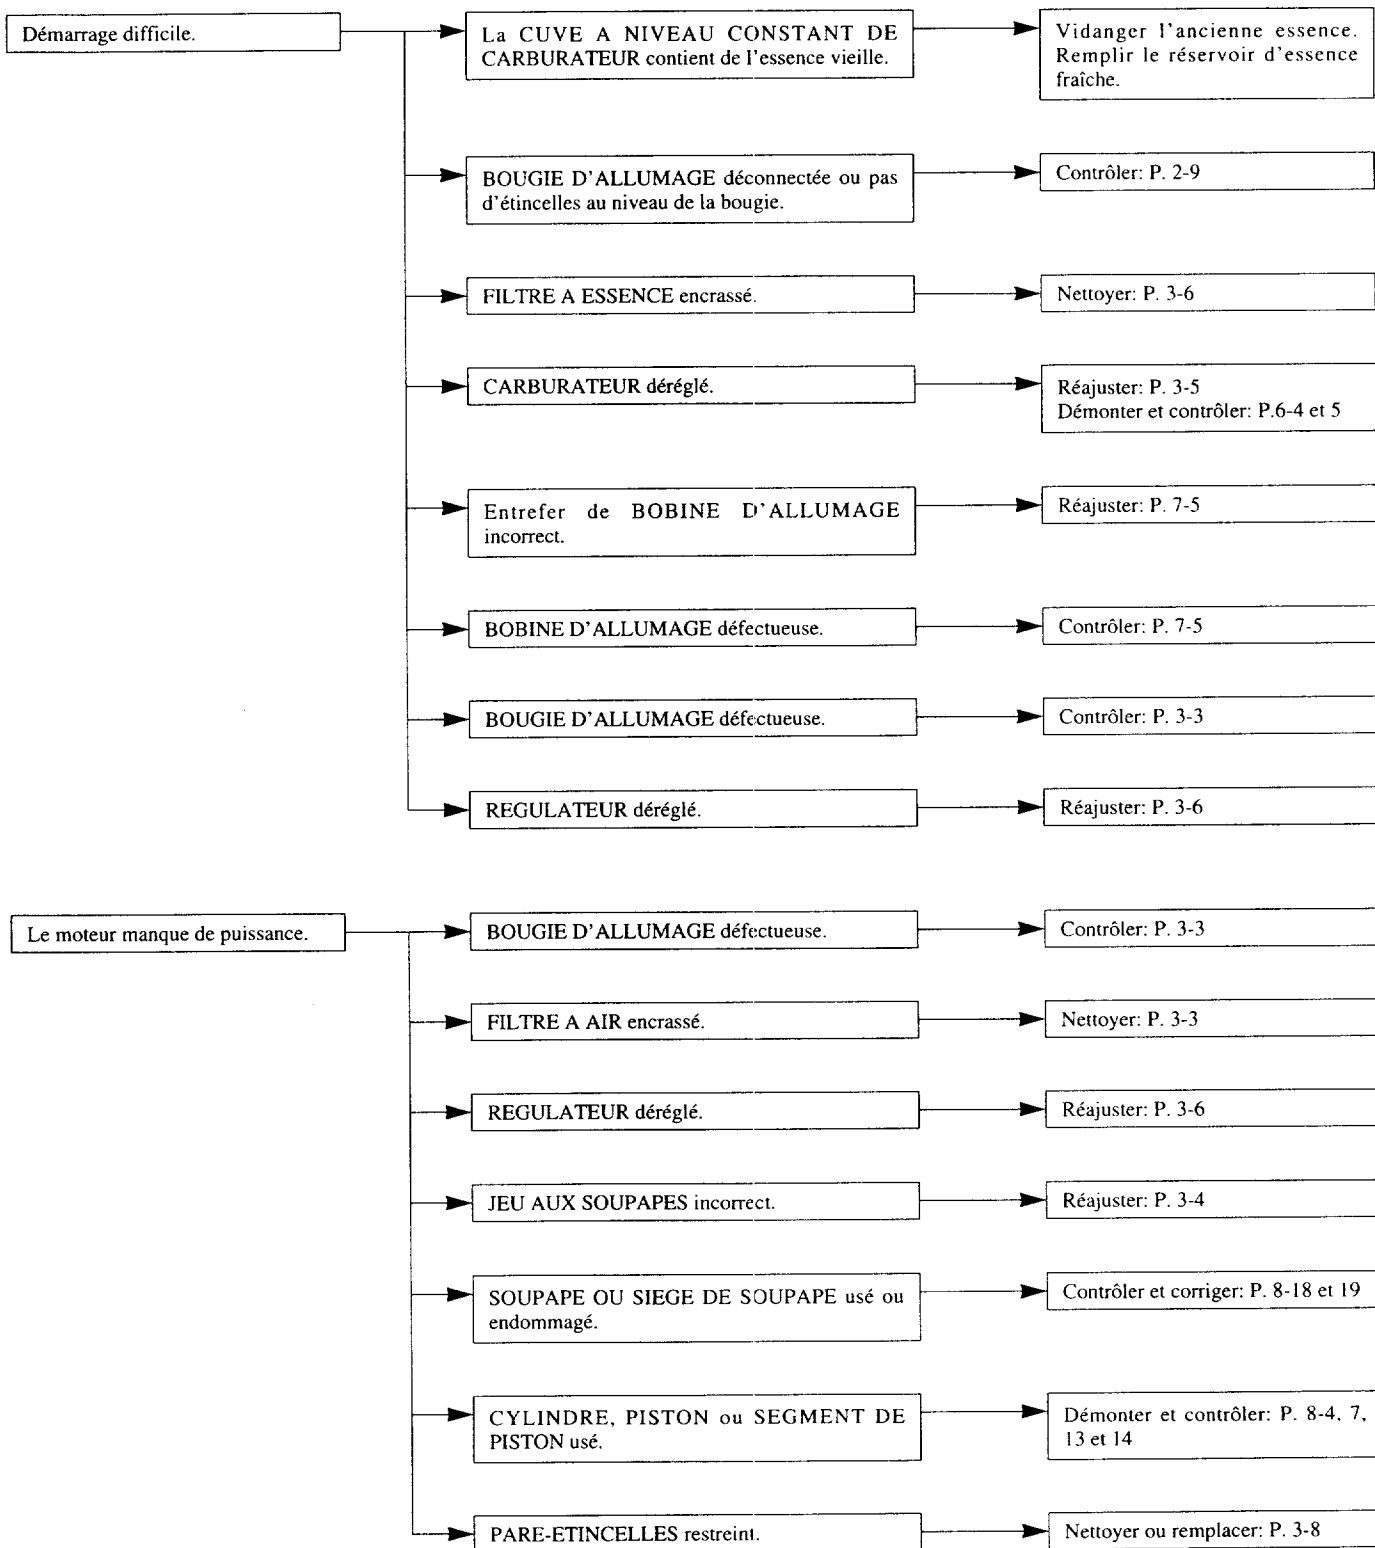 Démarrage difficile.
La CUVE A NIVEAU CONSTANT DE
CARBURATEUR contient de l'essence vieille.
Vidanger l'ancienne essence.
Remplir le réservoir d'essence
fraîche.
BOUGIE D'ALLUMAGE déconnectée ou pas
d'étincelles au niveau de la bougie.
Contrôler: P. 2-9
FILTRE A ESSENCE encrassé.
Nettoyer: P. 3-6
CARBURATEUR déréglé.
Réajuster: P. 3-5
Démonter et contrôler: P.6-4 et 5
Entrefer de BOBINE D'ALLUMAGE
incorrect.
Réajuster: P. 7-5
BOBINE D'ALLUMAGE défectueuse.
Contrôler: P. 7-5
BOUGIE D'ALLUMAGE défectueuse.
Contrôler: P. 3-3
REGULATEUR déréglé.
Réajuster: P. 3-6
Le moteur manque de puissance.
BOUGIE D'ALLUMAGE défectueuse.
Contrôler: P. 3-3
FILTRE A AIR encrassé.
Nettoyer: P. 3-3
REGULATEUR déréglé.
Réajuster: P. 3-6
JEU AUX SOUPAPES incorrect.
Réajuster: P. 3-4
SOUPAPE OU SIEGE DE SOUPAPE usé ou
endommagé.
Contrôler et corriger: P. 8-18 et 19
CYLINDRE, PISTON ou SEGMENT DE
PISTON usé.
Démonter et contrôler: P. 8-4, 7,
13 et 14
PARE-ETINCELLES restreint.
Nettoyer ou remplacer: P. 3-8